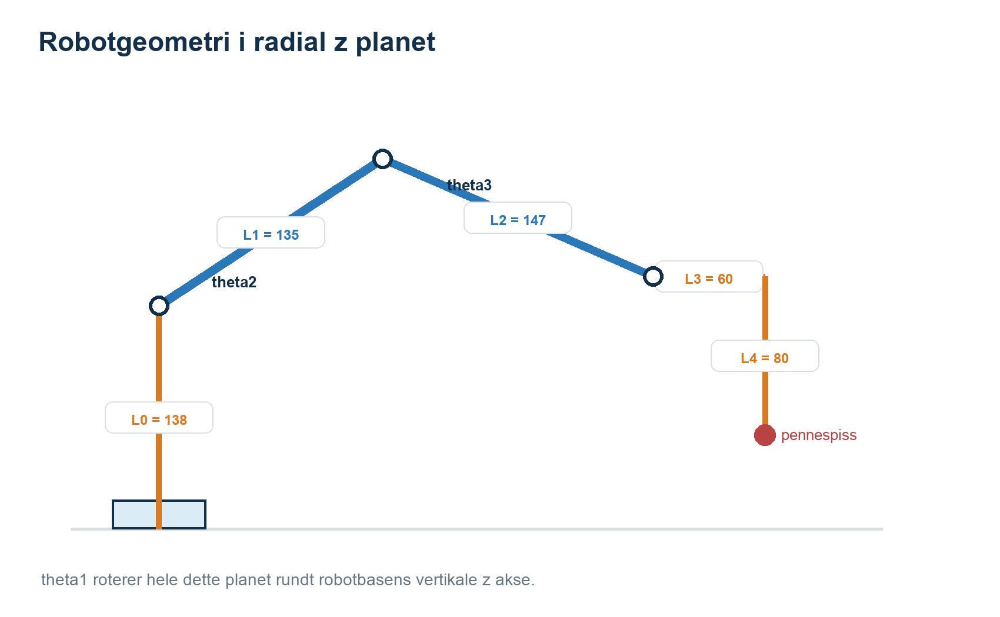 Robotgeometri i radial z planet
theta3
L2 = 147
L1 = 135
theta2
L3 = 60
L4 = 80
L0 = 138
pennespiss
theta1 roterer hele dette planet rundt robotbasens vertikale z akse.